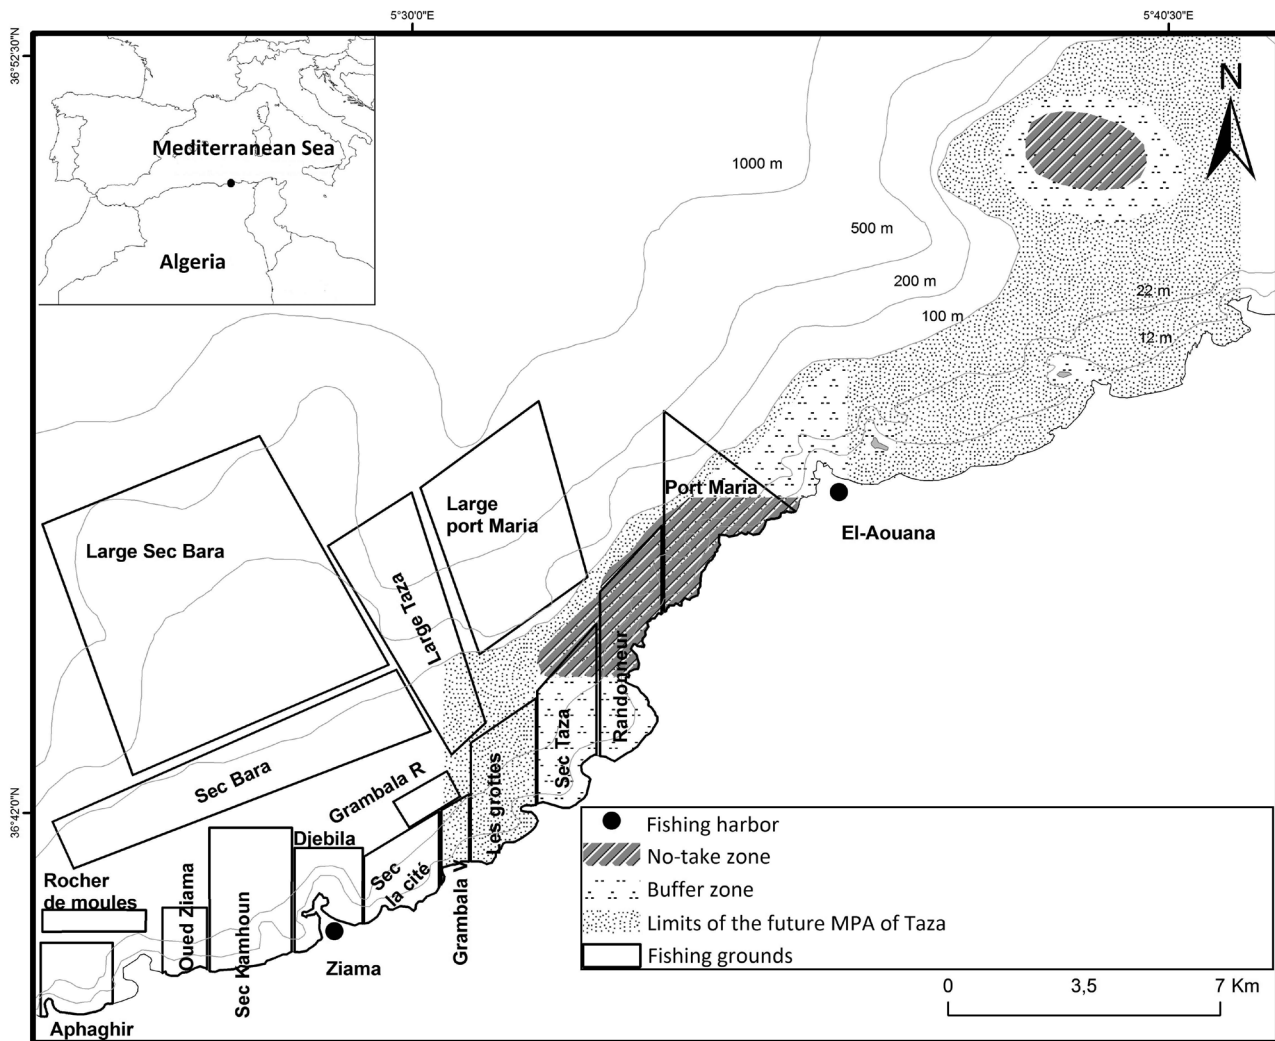 5°30'0"E
5°40'30"E
36°52'30"N
N
Mediterranean Sea
Algeria
1000 m
500 m
200 m
100 m
22 m
12 m
Port Maria
El-Aouana
Large
port Maria
Large Sec Bara
Large Taza
Randonneur
Sec Taza
Les grottes
Sec Bara
Grambala R
36°42'0"N
Djebila
Sec
la cité
Grambala V
Rocher
de moules
Oued Ziama
Sec Kamhoun
Ziama
Aphaghir
Fishing harbor
No-take zone
Buffer zone
Limits of the future MPA of Taza
Fishing grounds
0 3,5 7 Km